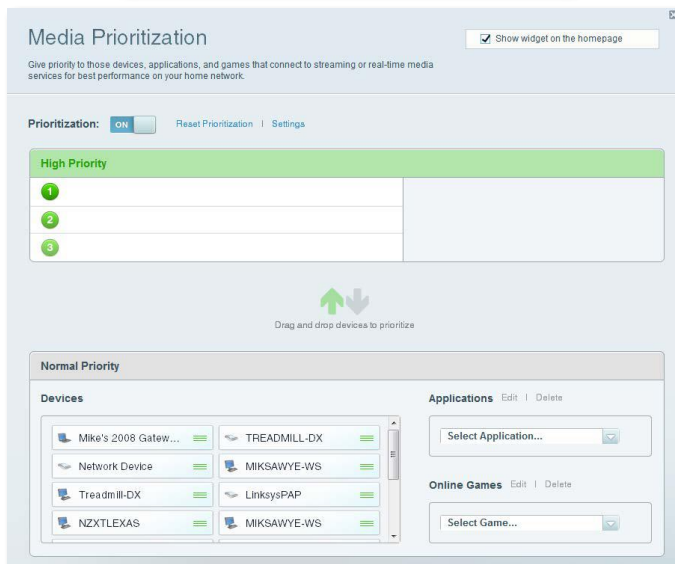 Media Prioritization
Show widget on the homepage
Give priority to those devices, applications, and games that connect to streaming or real-time media
services for best performance on your home network.
Prioritization: ON Reset Prioritization | Settings
High Priority
1
2
3
Drag and drop devices to prioritize
Normal Priority
Devices
Mike's 2008 Gatew...
TREADMILL-DX
Network Device
MIKSAWYE-WS
Treadmill-DX
LinksysPAP
NZXTLEXAS
MIKSAWYE-WS
Applications Edit | Delete
Select Application...
Online Games Edit | Delete
Select Game...